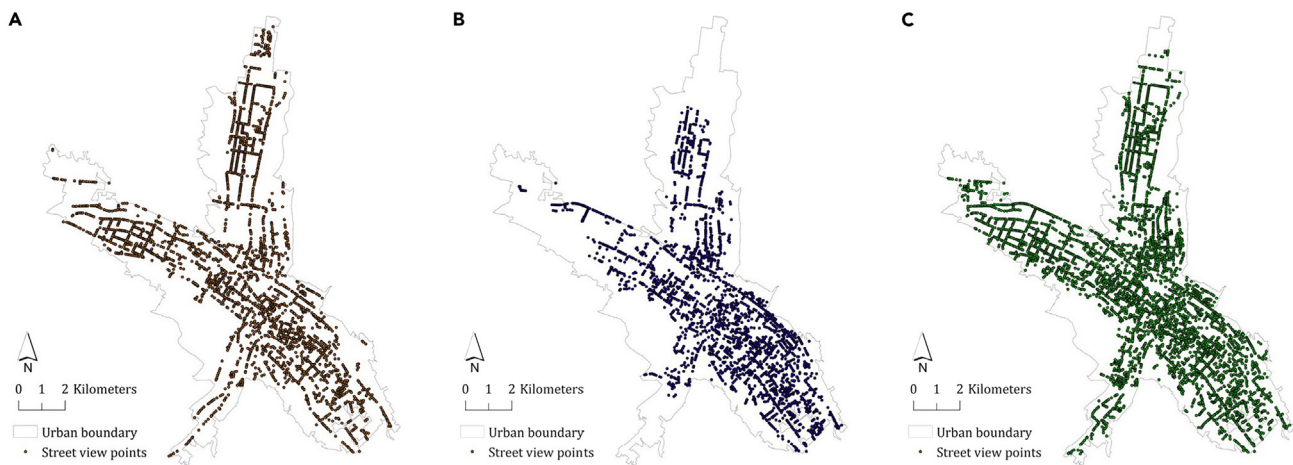 A
N
0 1 2 Kilometers
Urban boundary
Street view points
B
N
0 1 2 Kilometers
Urban boundary
Street view points
C
N
0 1 2 Kilometers
Urban boundary
Street view points